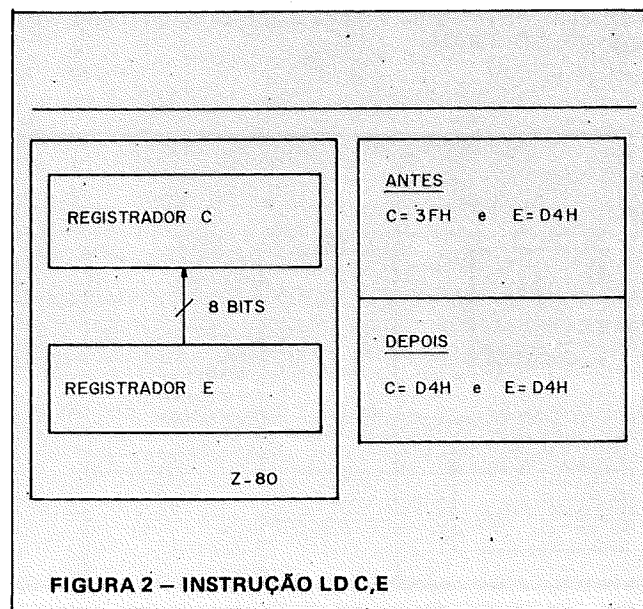 REGISTRADOR C
8 BITS
REGISTRADOR E
Z-80
ANTES
C= 3FH e E= D4H
DEPOIS
C= D4H e E= D4H
FIGURA 2 – INSTRUÇÃO LD C,E